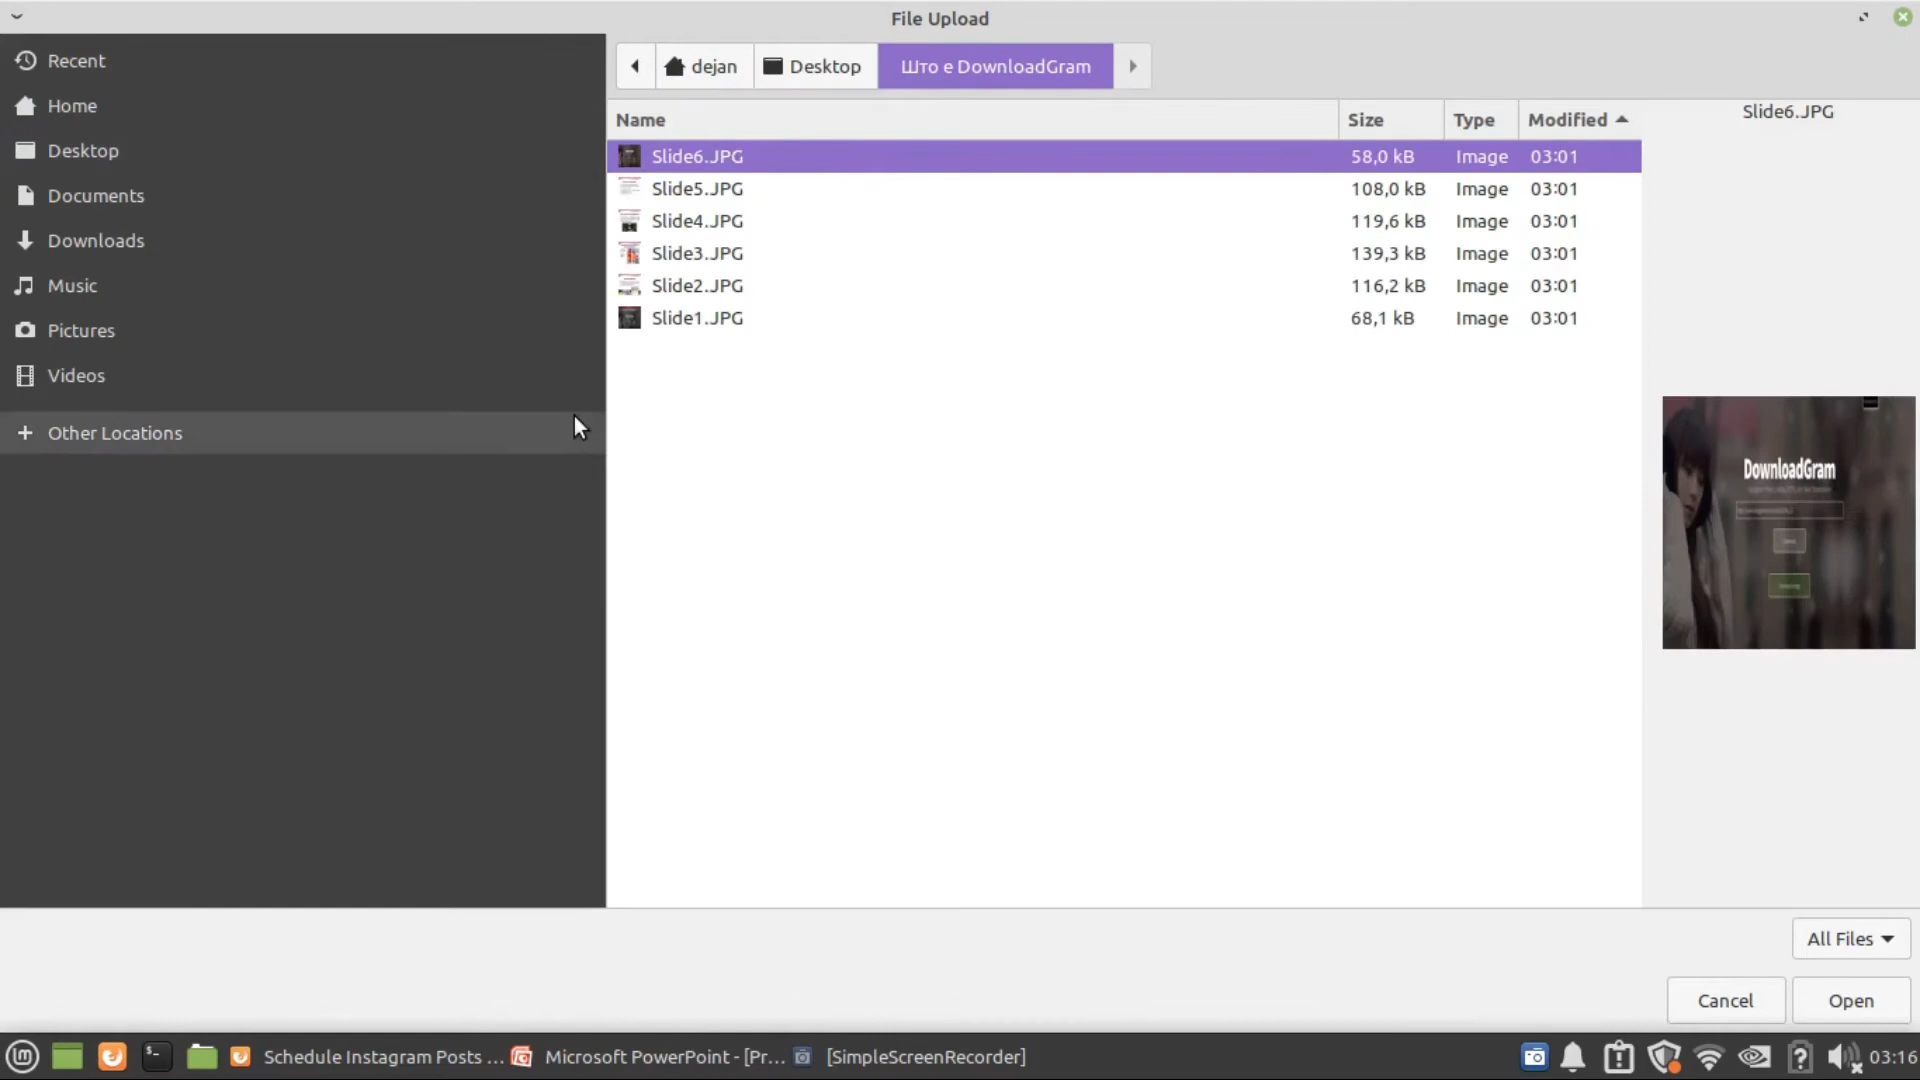 File Upload
Recent
Home
Desktop
Documents
Downloads
Music
Pictures
Videos
Other Locations
dejan
Desktop
Што е DownloadGram
Name Size Type Modified
Slide6.JPG 58,0 kB Image 03:01
Slide5.JPG 108,0 kB Image 03:01
Slide4.JPG 119,6 kB Image 03:01
Slide3.JPG 139,3 kB Image 03:01
Slide2.JPG 116,2 kB Image 03:01
Slide1.JPG 68,1 kB Image 03:01
Slide6.JPG
DownloadGram
All Files
Cancel
Open
Schedule Instagram Posts ...
Microsoft PowerPoint - [Pr...
[SimpleScreenRecorder]
03:16